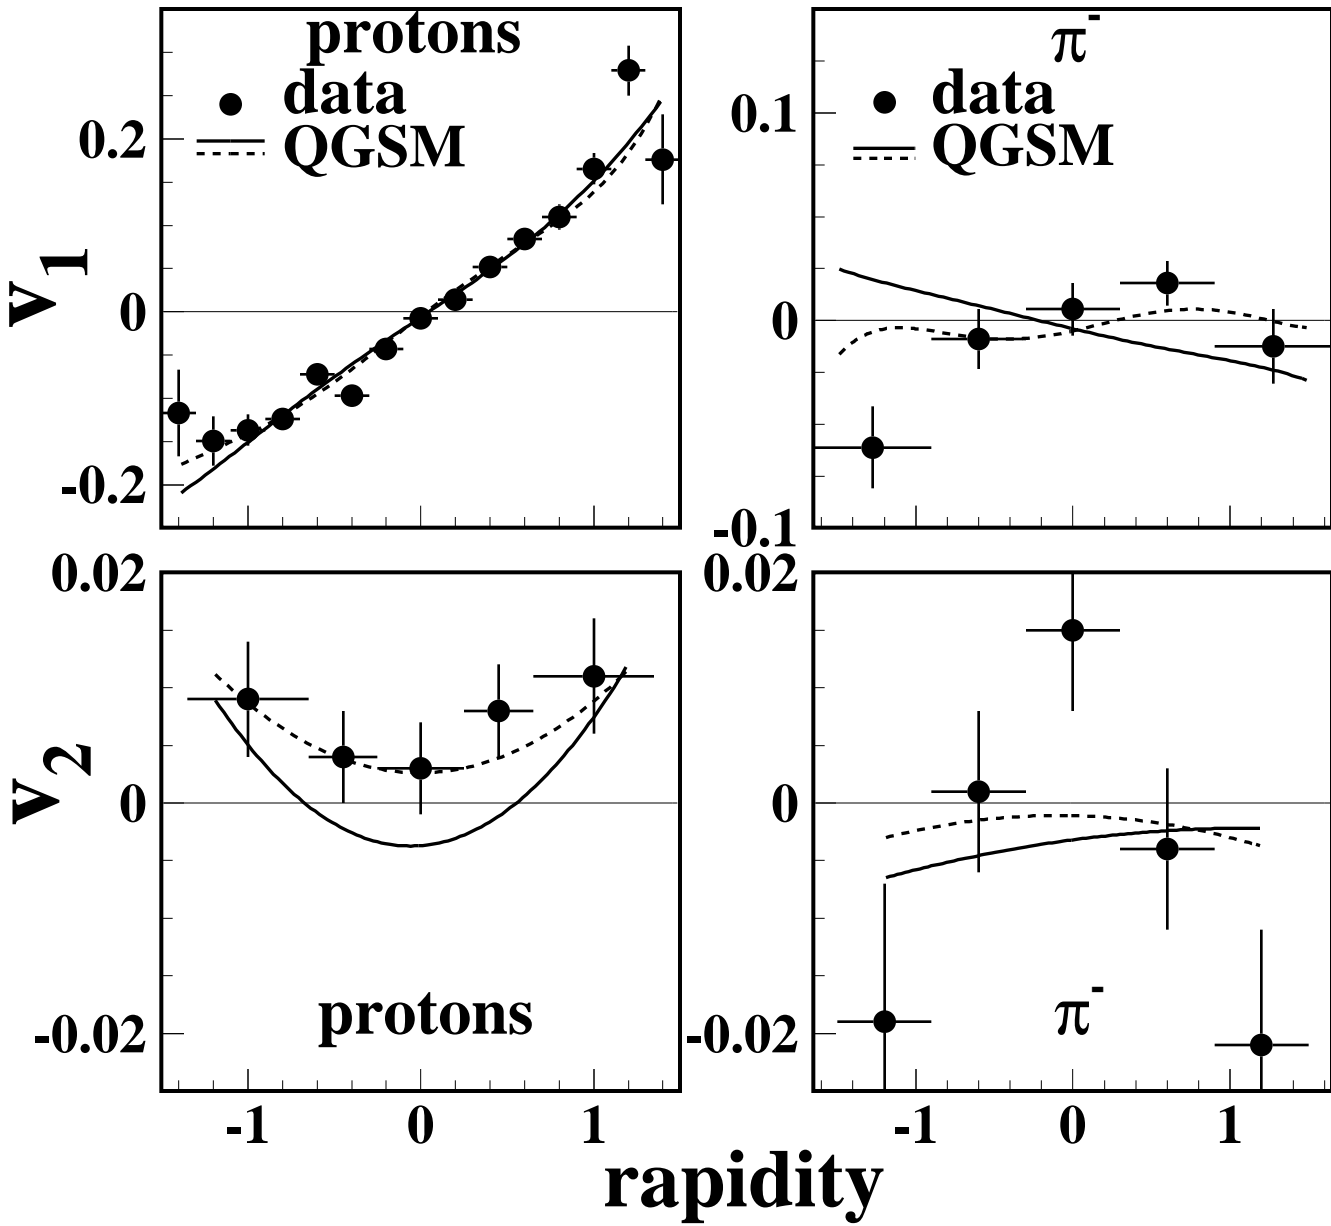 protons
data
QGSM
0.2
0
-0.2
v1
π-
data
QGSM
0.1
0
-0.1
0.02
0
-0.02
v2
protons
-1 0 1
0.02
0
-0.02
π-
-1 0 1
rapidity